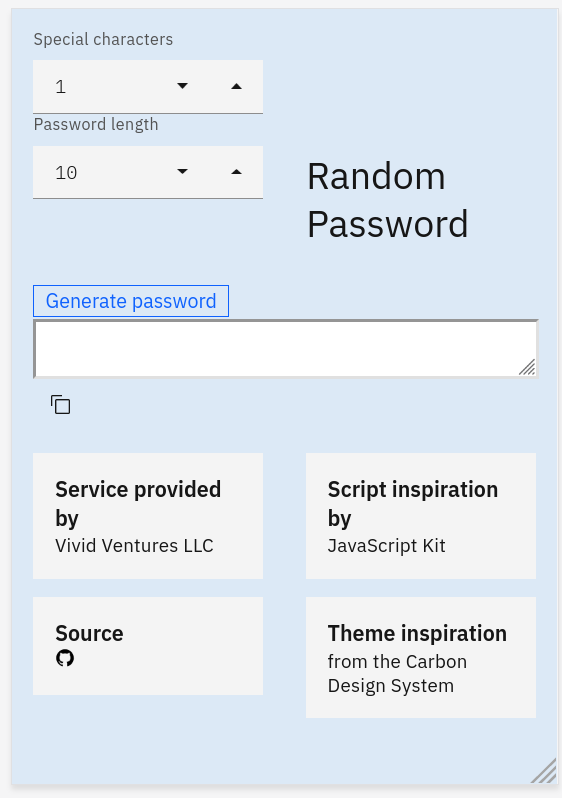 Special characters
1
Password length
10
Random
Password
Generate password
Service provided
by
Vivid Ventures LLC
Script inspiration
by
JavaScript Kit
Source
Theme inspiration
from the Carbon
Design System